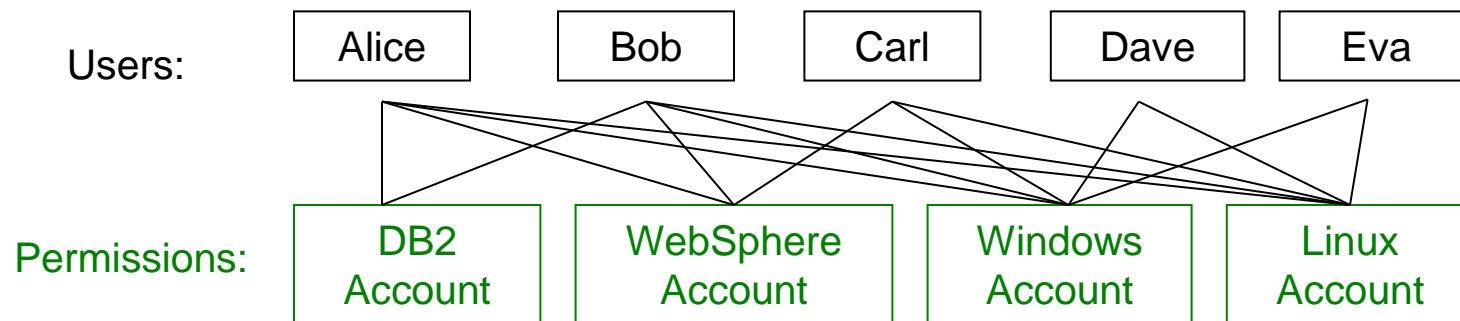 Users:
Alice
Bob
Carl
Dave
Eva
Permissions:
DB2
Account
WebSphere
Account
Windows
Account
Linux
Account